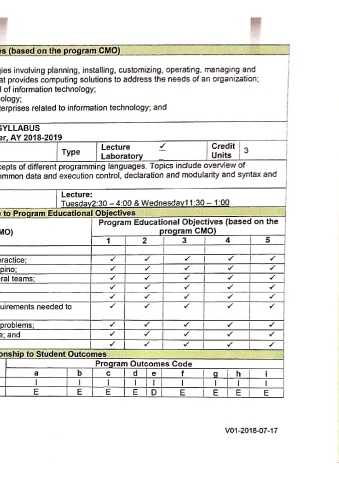 es (based on the program CMO)
gies involving planning, installing, customizing, operating, managing and
at provides computing solutions to address the needs of an organization;
l of information technology;
ology;
terprises related to information technology; and
SYLLABUS
er, AY 2018-2019
Type Lecture ✓ Credit 3
Laboratory _ Units
cepts of different programming languages. Topics include overview of
ommon data and execution control, declaration and modularity and syntax and
Lecture:
Tuesday2:30 – 4:00 & Wednesday11:30 – 1:00
e to Program Educational Objectives
Program Educational Objectives (based on the
MO) program CMO)
1 2 3 4 5
ractice; ✓ ✓ ✓ ✓ ✓
pino; ✓ ✓ ✓ ✓ ✓
ral teams; ✓ ✓ ✓ ✓ ✓
✓ ✓ ✓ ✓ ✓
uirements needed to ✓ ✓ ✓ ✓ ✓
problems; ✓ ✓ ✓ ✓ ✓
e; and ✓ ✓ ✓ ✓ ✓
✓ ✓ ✓ ✓ ✓
onship to Student Outcomes
Program Outcomes Code
a b c d e f g h i
I I I I I I I I I
E E E E D E E E E
V01-2018-07-17